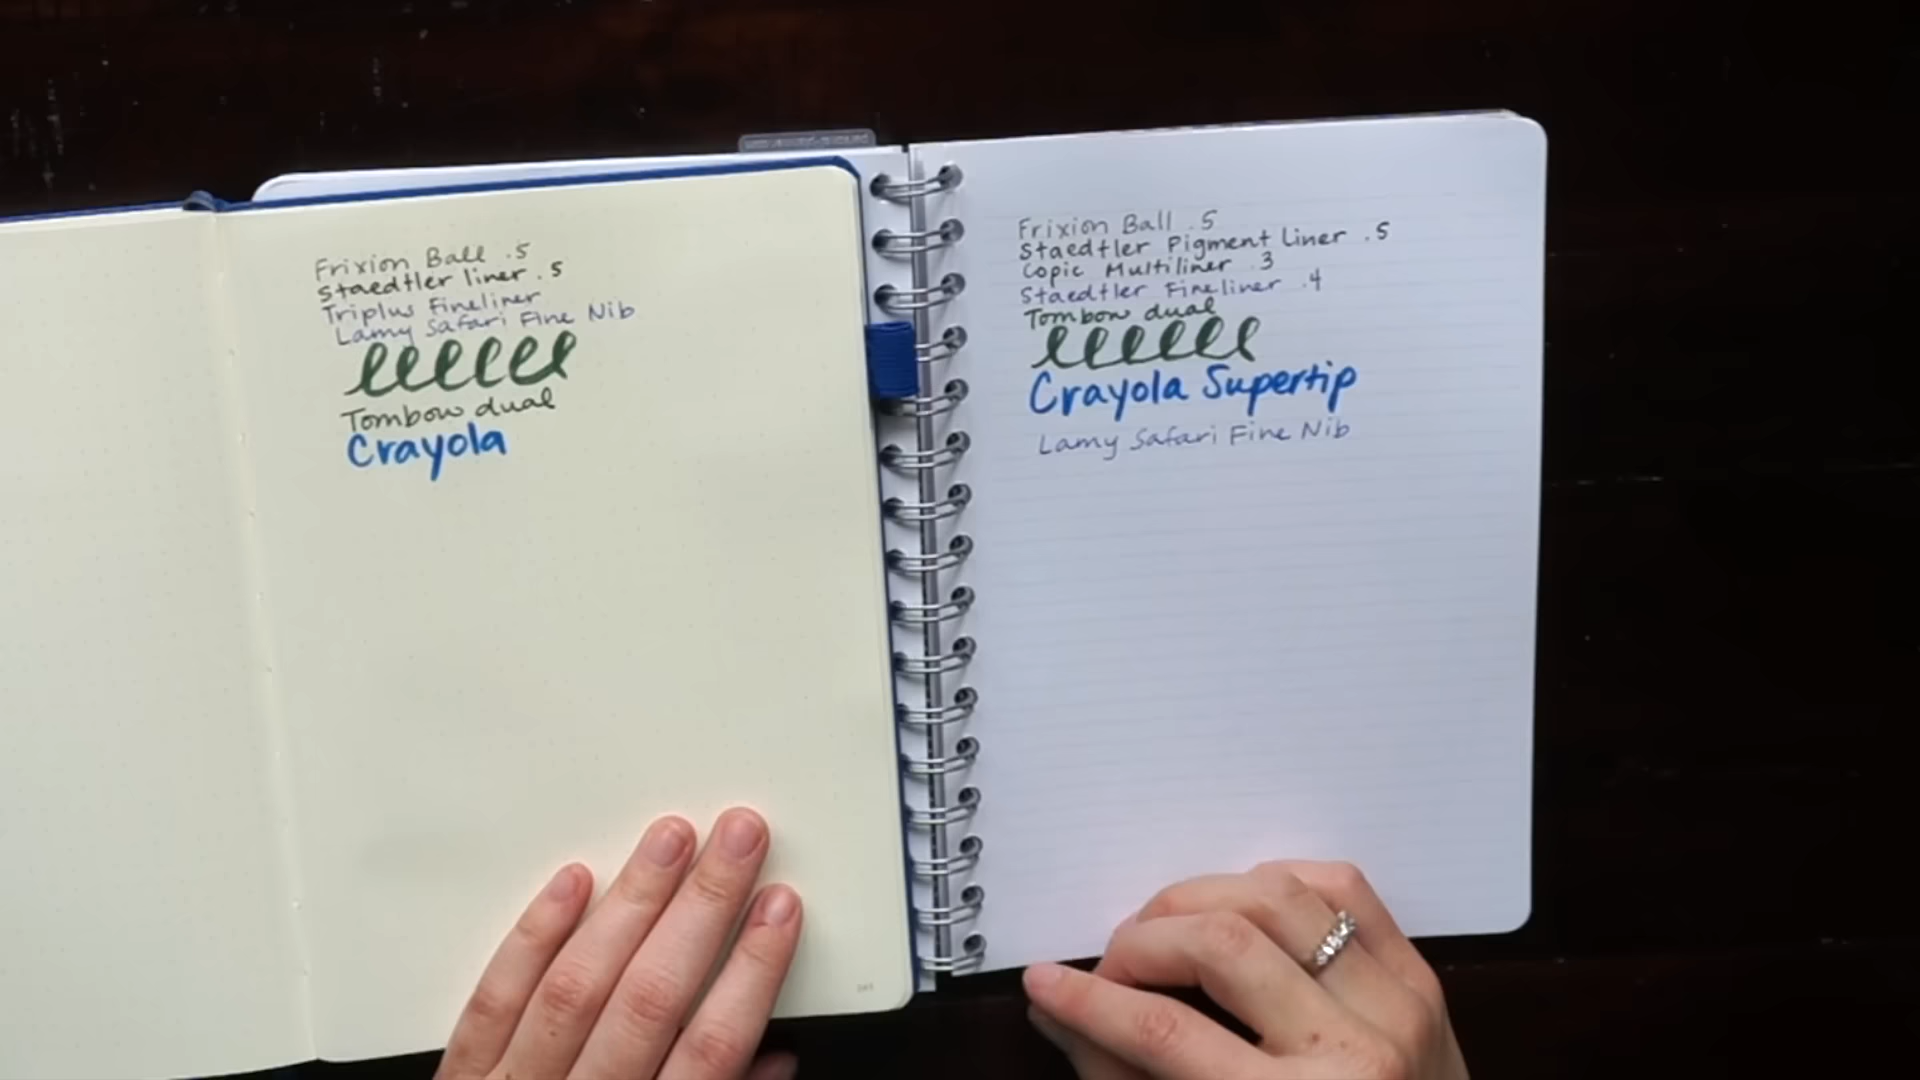 Frixion Ball .5
Staedtler liner .5
Triplus Fineliner
Lamy Safari Fine Nib
Tombow dual
Crayola
Frixion Ball .5
Staedtler Pigment Liner .5
Copic Multiliner .3
Staedtler Fineliner .4
Tombow dual
Crayola Supertip
Lamy Safari Fine Nib